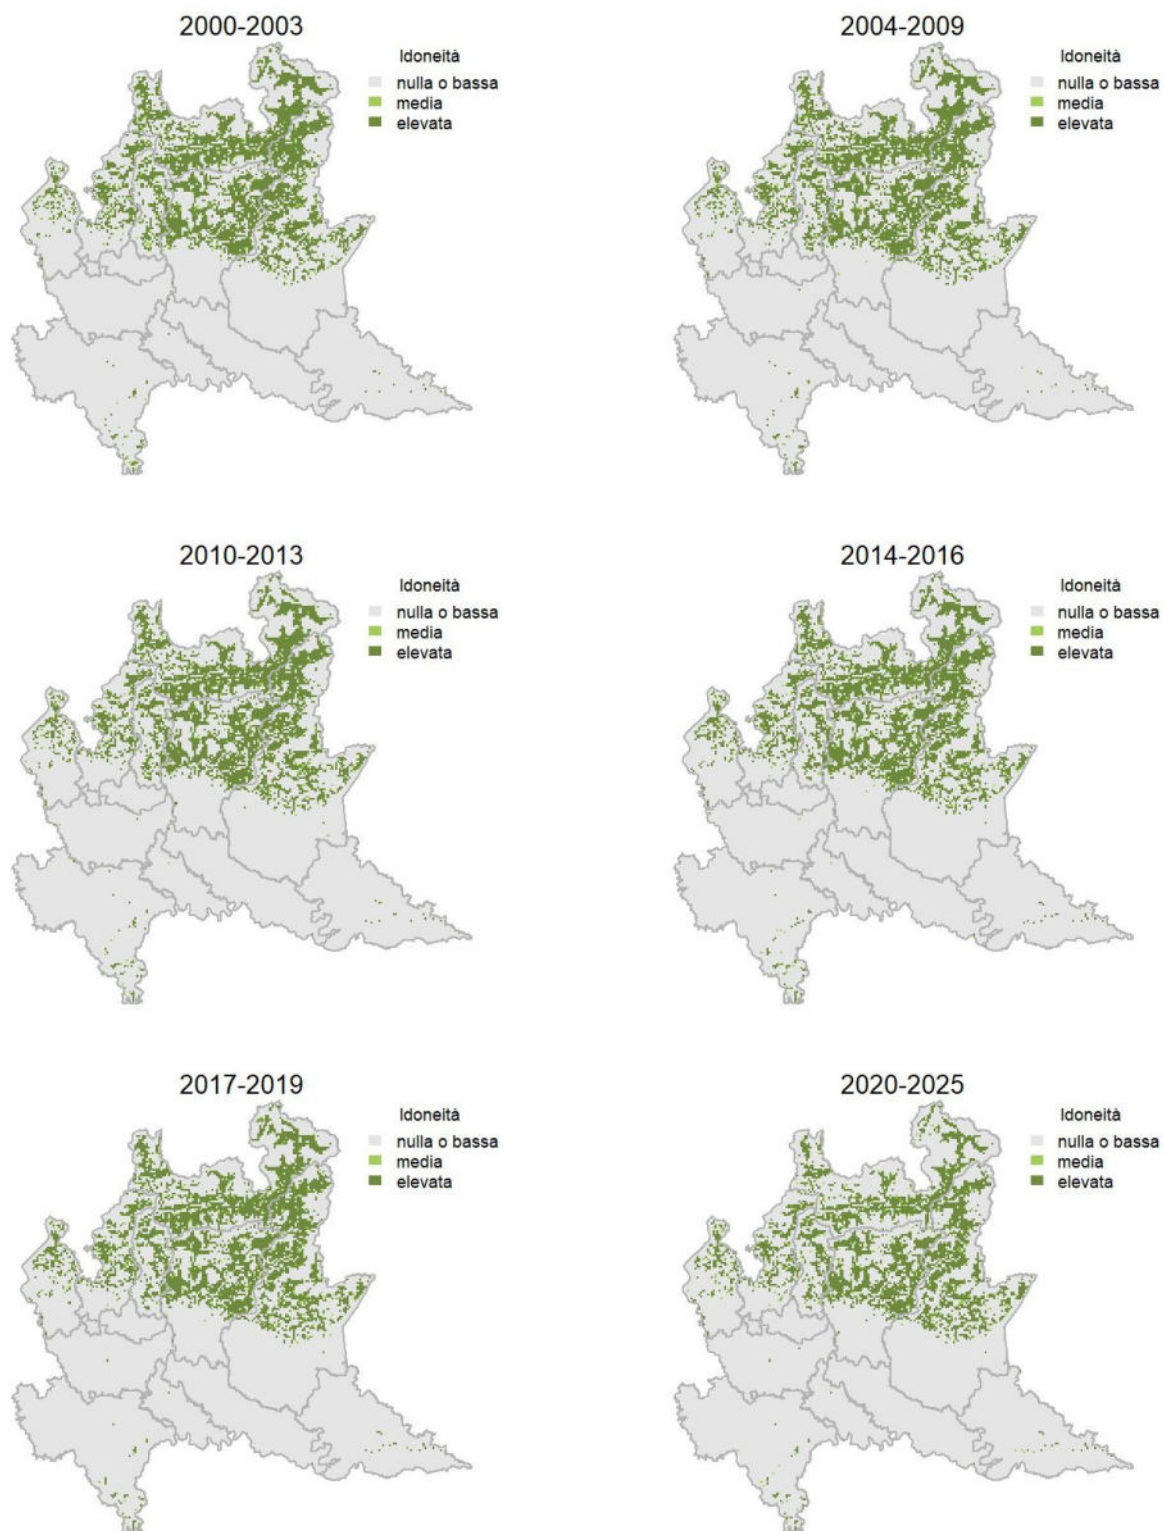 2000-2003
Idoneità
nulla o bassa
media
elevata
2004-2009
Idoneità
nulla o bassa
media
elevata
2010-2013
Idoneità
nulla o bassa
media
elevata
2014-2016
Idoneità
nulla o bassa
media
elevata
2017-2019
Idoneità
nulla o bassa
media
elevata
2020-2025
Idoneità
nulla o bassa
media
elevata